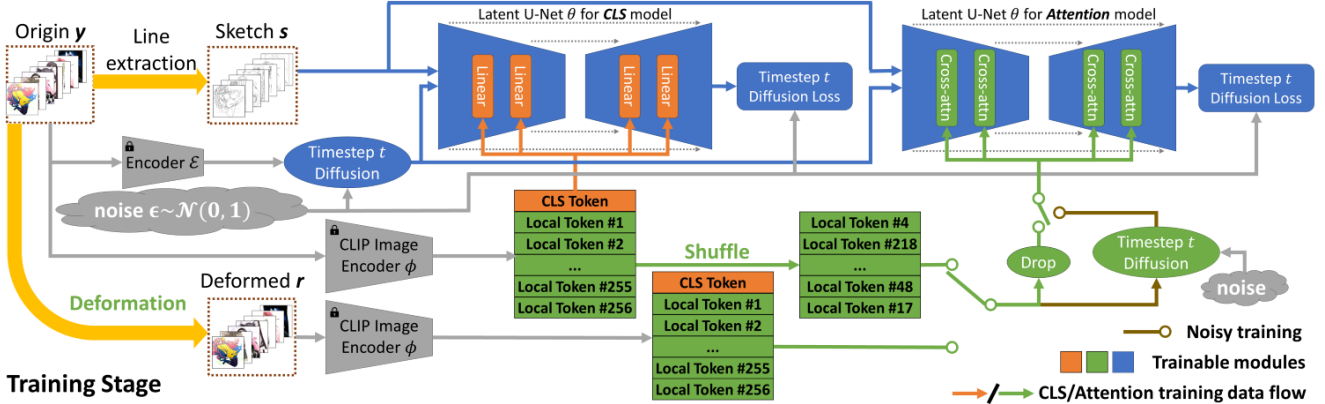 Latent U-Net θ for CLS model
Latent U-Net θ for Attention model
Origin y
Line
extraction
Sketch s
Linear
Linear
Linear
Linear
Timestep t
Diffusion Loss
Cross-attn
Cross-attn
Cross-attn
Cross-attn
Timestep t
Diffusion Loss
Encoder ℰ
Timestep t
Diffusion
noise ϵ~𝒩(0, 1)
CLIP Image
Encoder ϕ
CLS Token
Local Token #1
Local Token #2
...
Local Token #255
Local Token #256
Shuffle
Local Token #4
Local Token #218
...
Local Token #48
Local Token #17
Drop
Timestep t
Diffusion
noise
Deformation
Deformed r
CLIP Image
Encoder ϕ
CLS Token
Local Token #1
Local Token #2
...
Local Token #255
Local Token #256
Noisy training
Trainable modules
CLS/Attention training data flow
Training Stage